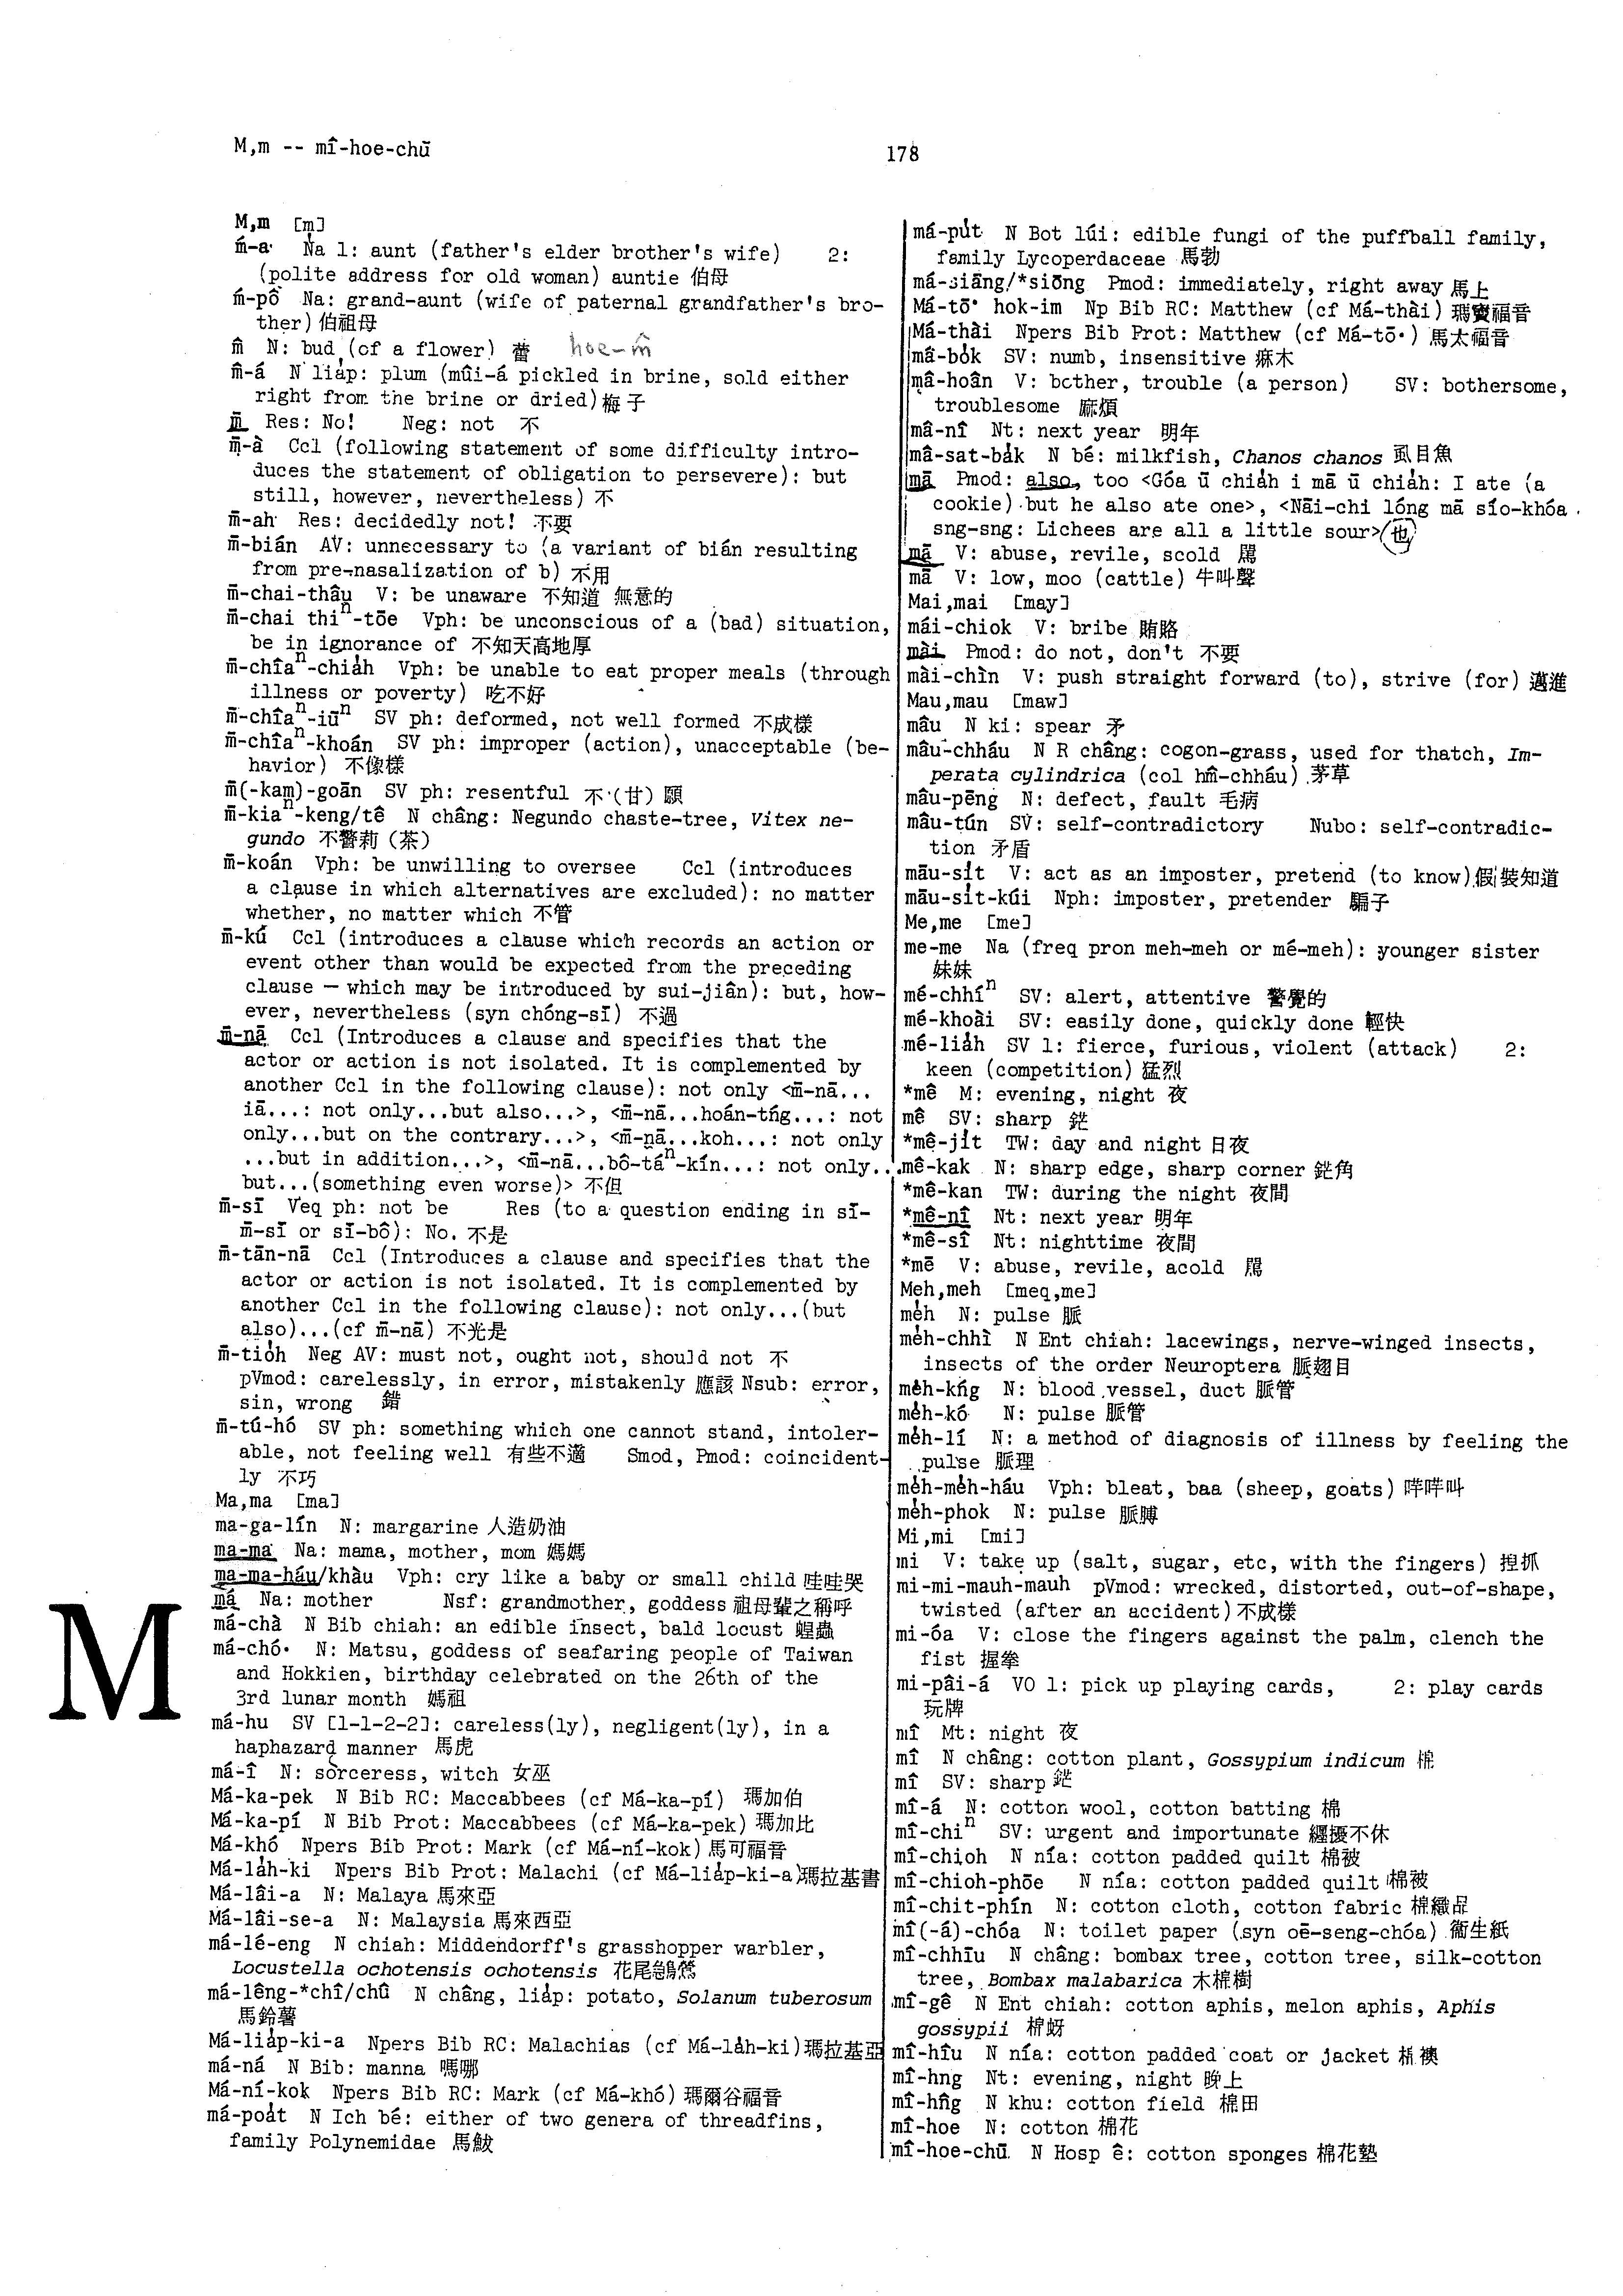 M,m -- mî-hoe-chū
178
M,m [m̩]
ḿ-a Na 1: aunt (father's elder brother's wife) 2:
(polite address for old woman) auntie 伯母
ḿ-pô Na: grand-aunt (wife of paternal grandfather's bro-
ther) 伯祖母
m̂ N: bud (of a flower) 蕾 hoe-m̂
m̂-á N lia̍p: plum (mûi-á pickled in brine, sold either
right from the brine or dried) 梅子
m̄ Res: No! Neg: not 不
m̄-à Ccl (following statement of some difficulty intro-
duces the statement of obligation to persevere): but
still, however, nevertheless) 不
m̄-ah Res: decidedly not! 不要
m̄-bián AV: unnecessary to (a variant of bián resulting
from pre-nasalization of b) 不用
m̄-chai-thâu V: be unaware 不知道 無意的
m̄-chai thiⁿ-tōe Vph: be unconscious of a (bad) situation,
be in ignorance of 不知天高地厚
m̄-chîaⁿ-chia̍h Vph: be unable to eat proper meals (through
illness or poverty) 吃不好
m̄-chîaⁿ-iūⁿ SV ph: deformed, not well formed 不成樣
m̄-chîaⁿ-khoán SV ph: improper (action), unacceptable (be-
havior) 不像樣
m̄(-kam)-goān SV ph: resentful 不(甘)願
m̄-kiaⁿ-keng/tê N châng: Negundo chaste-tree, Vitex ne-
gundo 不驚莉(茶)
m̄-koán Vph: be unwilling to oversee Ccl (introduces
a clause in which alternatives are excluded): no matter
whether, no matter which 不管
m̄-kú Ccl (introduces a clause which records an action or
event other than would be expected from the preceding
clause — which may be introduced by sui-jiân): but, how-
ever, nevertheless (syn chóng-sī) 不過
m̄-nā Ccl (Introduces a clause and specifies that the
actor or action is not isolated. It is complemented by
another Ccl in the following clause): not only <m̄-nā...
iā...: not only...but also...>, <m̄-nā...hoán-tńg...: not
only...but on the contrary...>, <m̄-nā...koh...: not only
...but in addition...>, <m̄-nā...bô-táⁿ-kín...: not only...
but...(something even worse)> 不但
m̄-sī Veq ph: not be Res (to a question ending in sī-
m̄-sī or sī-bô): No. 不是
m̄-tān-nā Ccl (Introduces a clause and specifies that the
actor or action is not isolated. It is complemented by
another Ccl in the following clause): not only...(but
also)...(cf m̄-nā) 不光是
m̄-tio̍h Neg AV: must not, ought not, should not 不
pVmod: carelessly, in error, mistakenly 應該 Nsub: error,
sin, wrong 錯
m̄-tú-hó SV ph: something which one cannot stand, intoler-
able, not feeling well 有些不適 Smod, Pmod: coincident-
ly 不巧
Ma,ma [ma]
ma-ga-lín N: margarine 人造奶油
ma-ma Na: mama, mother, mom 媽媽
ma-ma-háu/khàu Vph: cry like a baby or small child 哇哇哭
má Na: mother Nsf: grandmother, goddess 祖母輩之稱呼
má-chà N Bib chiah: an edible insect, bald locust 蝗蟲
má-chó· N: Matsu, goddess of seafaring people of Taiwan
and Hokkien, birthday celebrated on the 26th of the
3rd lunar month 媽祖
má-hu SV [1-1-2-2]: careless(ly), negligent(ly), in a
haphazard manner 馬虎
má-î N: sorceress, witch 女巫
Má-ka-pek N Bib RC: Maccabbees (cf Má-ka-pí) 瑪加伯
Má-ka-pí N Bib Prot: Maccabbees (cf Má-ka-pek) 瑪加比
Má-khó Npers Bib Prot: Mark (cf Má-ní-kok) 馬可福音
Má-la̍h-ki Npers Bib Prot: Malachi (cf Má-lia̍p-ki-a) 瑪拉基書
Má-lâi-a N: Malaya 馬來亞
Má-lâi-se-a N: Malaysia 馬來西亞
má-lé-eng N chiah: Middendorff's grasshopper warbler,
Locustella ochotensis ochotensis 花尾鶯
má-lêng-*chî/chû N châng, lia̍p: potato, Solanum tuberosum
馬鈴薯
Má-lia̍p-ki-a Npers Bib RC: Malachias (cf Má-la̍h-ki) 瑪拉基亞
má-ná N Bib: manna 嗎哪
Má-ní-kok Npers Bib RC: Mark (cf Má-khó) 瑪爾谷福音
má-poa̍t N Ich bé: either of two genera of threadfins,
family Polynemidae 馬鮁
M
má-pu̍t N Bot lúi: edible fungi of the puffball family,
family Lycoperdaceae 馬勃
má-siāng/*siōng Pmod: immediately, right away 馬上
Má-tō· hok-im Np Bib RC: Matthew (cf Má-thài) 瑪竇福音
Má-thài Npers Bib Prot: Matthew (cf Má-tō·) 馬太福音
mâ-bo̍k SV: numb, insensitive 痳木
mâ-hoân V: bother, trouble (a person) SV: bothersome,
troublesome 麻煩
mâ-nî Nt: next year 明年
mâ-sat-ba̍k N bé: milkfish, Chanos chanos 虱目魚
mā Pmod: also, too <Góa ū chia̍h i mā ū chia̍h: I ate (a
cookie) but he also ate one>, <Nāi-chi lóng mā sío-khóa
sng-sng: Lichees are all a little sour> (也)
mā V: abuse, revile, scold 罵
mā V: low, moo (cattle) 牛叫聲
Mai,mai [may]
mái-chiok V: bribe 賄賂
mài Pmod: do not, don't 不要
mài-chìn V: push straight forward (to), strive (for) 邁進
Mau,mau [maw]
mâu N ki: spear 矛
mâu-chháu N R châng: cogon-grass, used for thatch, Im-
perata cylindrica (col hm̂-chháu) 茅草
mâu-pēng N: defect, fault 毛病
mâu-tún SV: self-contradictory Nubo: self-contradic-
tion 矛盾
māu-si̍t V: act as an imposter, pretend (to know) 假裝知道
māu-si̍t-kúi Nph: imposter, pretender 騙子
Me,me [me]
me-me Na (freq pron meh-meh or mé-meh): younger sister
妹妹
mé-chhíⁿ SV: alert, attentive 警覺的
mé-khoài SV: easily done, quickly done 輕快
mé-lia̍h SV 1: fierce, furious, violent (attack) 2:
keen (competition) 猛烈
*mê M: evening, night 夜
mê SV: sharp 鋩
*mê-ji̍t TW: day and night 日夜
mê-kak N: sharp edge, sharp corner 鋩角
*mê-kan TW: during the night 夜間
*mê-nî Nt: next year 明年
*mê-sî Nt: nighttime 夜間
*mē V: abuse, revile, acold 罵
Meh,meh [meq,me]
me̍h N: pulse 脈
me̍h-chhì N Ent chiah: lacewings, nerve-winged insects,
insects of the order Neuroptera 脈翅目
me̍h-kńg N: blood vessel, duct 脈管
me̍h-kó N: pulse 脈管
me̍h-lí N: a method of diagnosis of illness by feeling the
pulse 脈理
me̍h-me̍h-háu Vph: bleat, baa (sheep, goats) 咩咩叫
me̍h-phok N: pulse 脈膊
Mi,mi [mi]
mi V: take up (salt, sugar, etc, with the fingers) 捏抓
mi-mi-mauh-mauh pVmod: wrecked, distorted, out-of-shape,
twisted (after an accident) 不成樣
mi-óa V: close the fingers against the palm, clench the
fist 握拳
mi-pâi-á VO 1: pick up playing cards, 2: play cards
玩牌
mî Mt: night 夜
mî N châng: cotton plant, Gossypium indicum 棉
mî SV: sharp 鋩
mî-á N: cotton wool, cotton batting 棉
mî-chiⁿ SV: urgent and importunate 纏擾不休
mî-chioh N nía: cotton padded quilt 棉被
mî-chioh-phōe N nía: cotton padded quilt 棉被
mî-chit-phín N: cotton cloth, cotton fabric 棉織品
mî(-á)-chóa N: toilet paper (syn oē-seng-chóa) 衞生紙
mî-chhīu N châng: bombax tree, cotton tree, silk-cotton
tree, Bombax malabarica 木棉樹
mî-gê N Ent chiah: cotton aphis, melon aphis, Aphis
gossypii 棉蚜
mî-hîu N nía: cotton padded coat or jacket 棉襖
mî-hng Nt: evening, night 晚上
mî-hn̂g N khu: cotton field 棉田
mî-hoe N: cotton 棉花
mî-hoe-chū N Hosp ê: cotton sponges 棉花墊